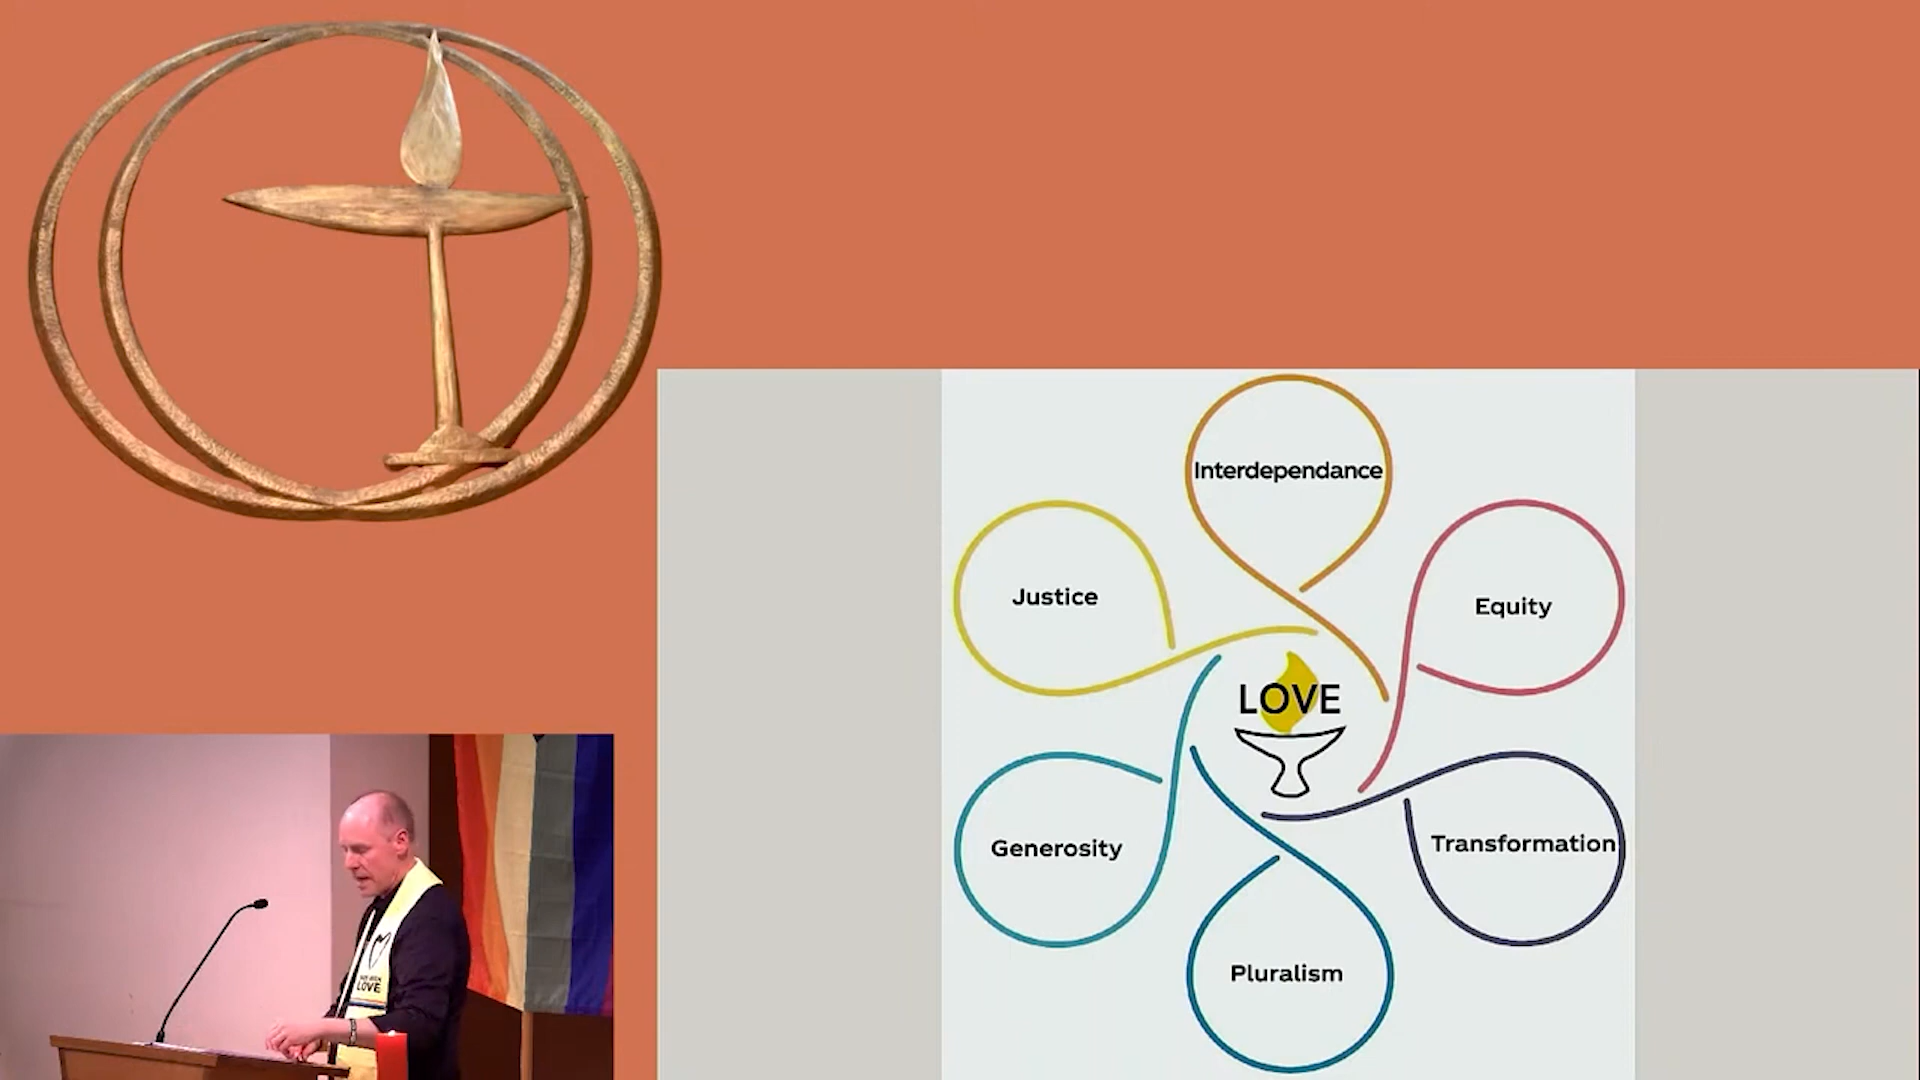 Interdependance
Justice
Equity
LOVE
Generosity
Transformation
Pluralism
LOVE